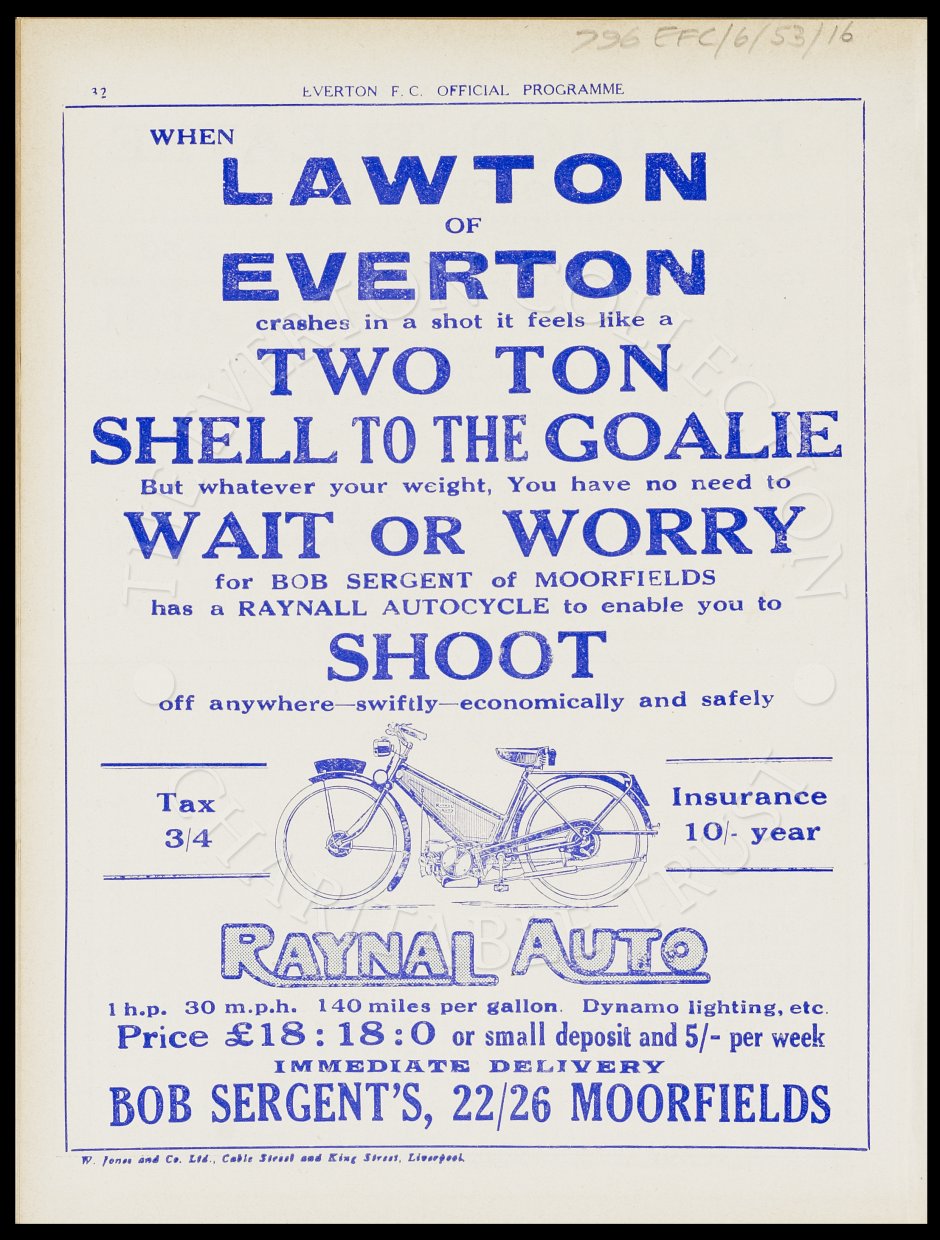 796 EFC/6/53/16
32
EVERTON F. C. OFFICIAL PROGRAMME
WHEN
LAWTON
OF
EVERTON
crashes in a shot it feels like a
TWO TON
SHELL TO THE GOALIE
But whatever your weight, You have no need to
WAIT OR WORRY
for BOB SERGENT of MOORFIELDS
has a RAYNALL AUTOCYCLE to enable you to
SHOOT
off anywhere—swiftly—economically and safely
Tax
3/4
Insurance
10/- year
RAYNAL AUTO
1 h.p. 30 m.p.h. 140 miles per gallon. Dynamo lighting, etc.
Price £18 : 18 : 0 or small deposit and 5/- per week
IMMEDIATE DELIVERY
BOB SERGENT'S, 22/26 MOORFIELDS
W. Jones and Co. Ltd., Cable Street and King Street, Liverpool.
THE EVERTON COLLECTION
CHARITABLE TRUST